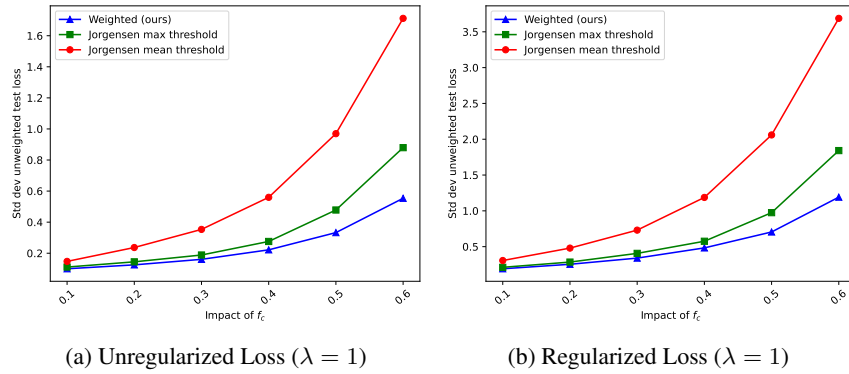 Weighted (ours)
Jorgensen max threshold
Jorgensen mean threshold
Std dev unweighted test loss
1.6
1.4
1.2
1.0
0.8
0.6
0.4
0.2
0.1
0.2
0.3
0.4
0.5
0.6
Impact of f_c
(a) Unregularized Loss (λ = 1)
Weighted (ours)
Jorgensen max threshold
Jorgensen mean threshold
Std dev unweighted test loss
3.5
3.0
2.5
2.0
1.5
1.0
0.5
0.1
0.2
0.3
0.4
0.5
0.6
Impact of f_c
(b) Regularized Loss (λ = 1)